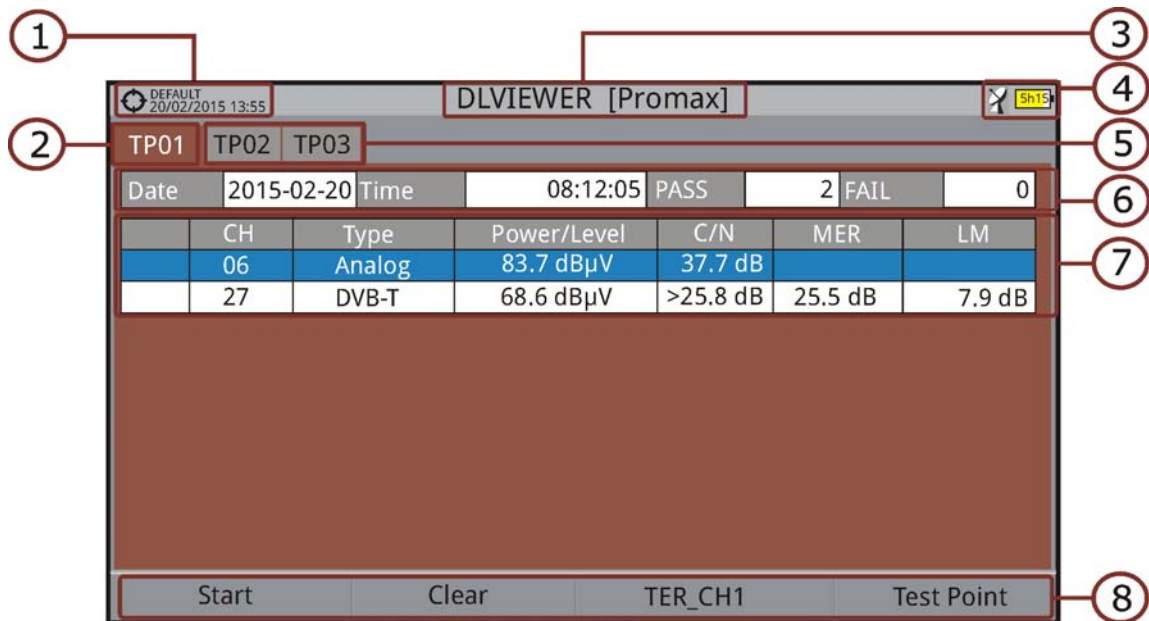 1
3
DEFAULT
20/02/2015 13:55
DLVIEWER [Promax]
5h15
4
2
TP01 TP02 TP03
5
Date 2015-02-20 Time 08:12:05 PASS 2 FAIL 0
6
CH Type Power/Level C/N MER LM
06 Analog 83.7 dBµV 37.7 dB
7
27 DVB-T 68.6 dBµV >25.8 dB 25.5 dB 7.9 dB
Start Clear TER_CH1 Test Point
8